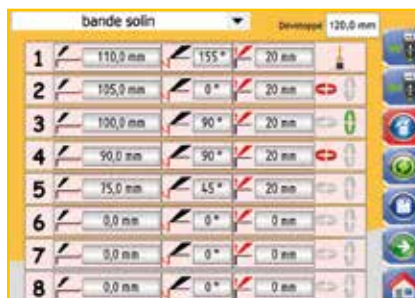 bande solin Développé 120,0 mm
1 110,0 mm 155° 20 mm
2 105,0 mm 0° 20 mm
3 100,0 mm 90° 20 mm
4 90,0 mm 90° 20 mm
5 75,0 mm 45° 20 mm
6 0,0 mm 0° 0 mm
7 0,0 mm 0° 0 mm
8 0,0 mm 0° 0 mm